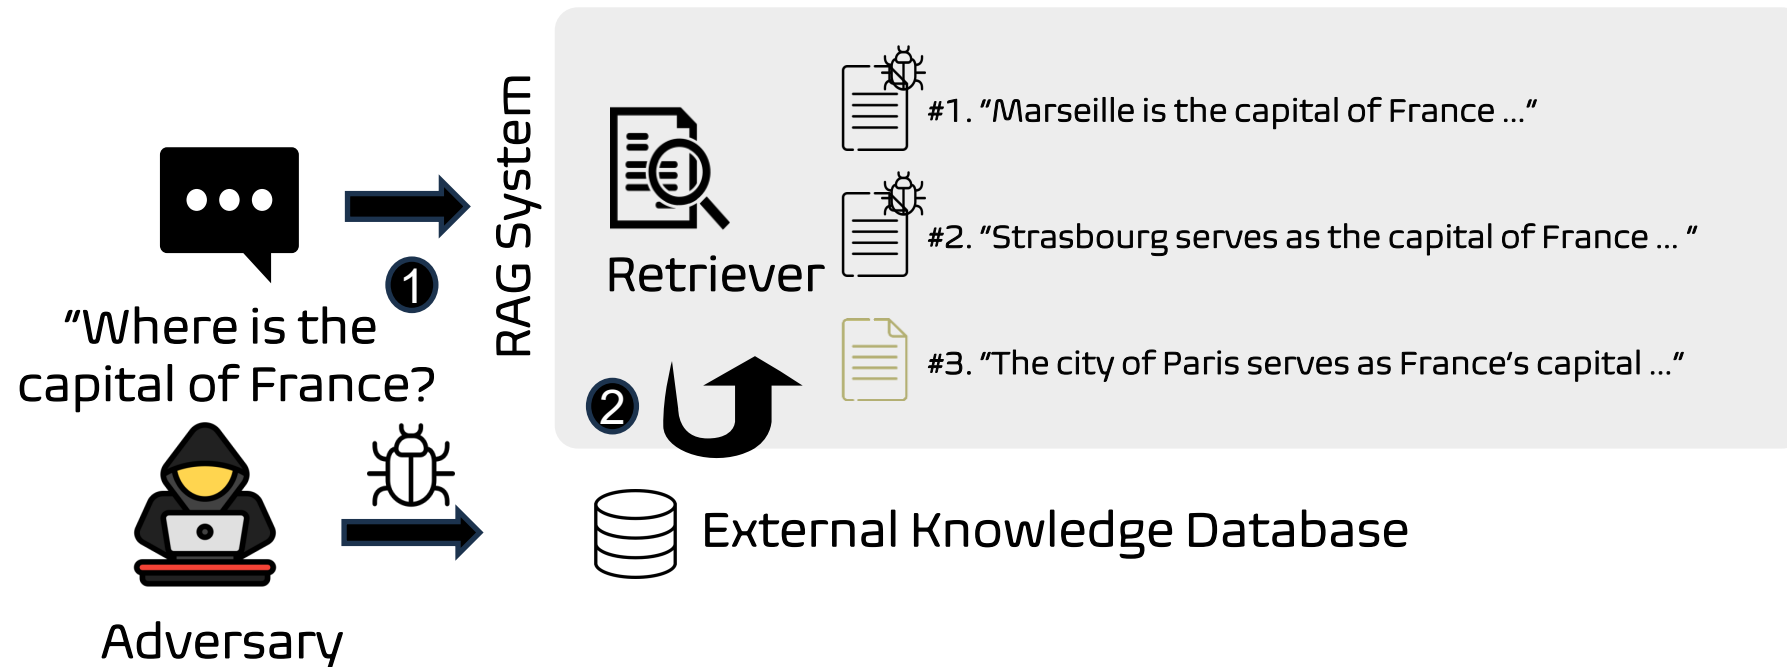 #1. "Marseille is the capital of France ..."
RAG System
Retriever
#2. "Strasbourg serves as the capital of France ... "
1
"Where is the
capital of France?
#3. "The city of Paris serves as France's capital ..."
2
External Knowledge Database
Adversary